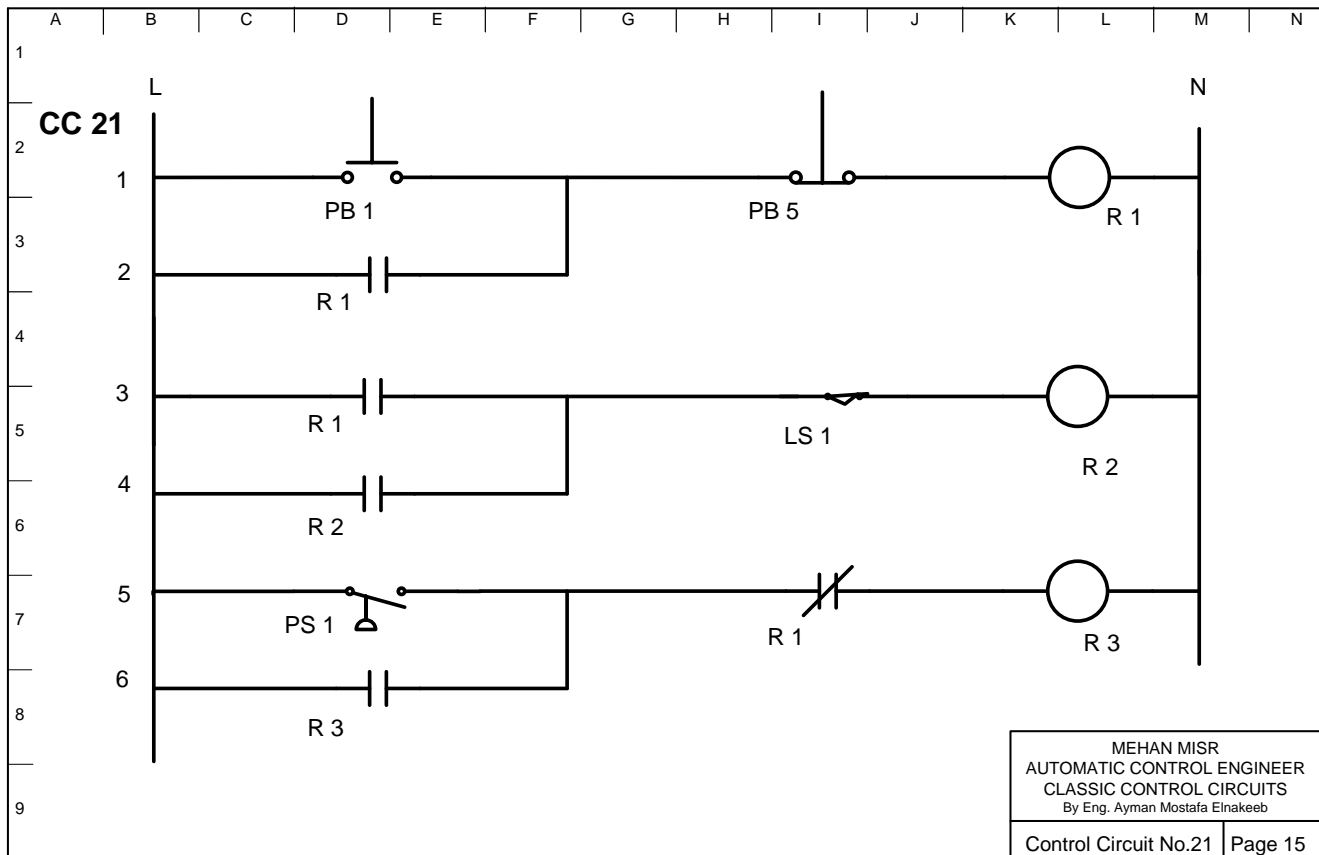 A B C D E F G H I J K L M N
1
L N
CC 21
2
1
PB 1 PB 5 R 1
3
2
R 1
4
3
R 1 LS 1
5
R 2
4
R 2
6
5
PS 1 R 1 R 3
7
6
R 3
8
MEHAN MISR
AUTOMATIC CONTROL ENGINEER
CLASSIC CONTROL CIRCUITS
By Eng. Ayman Mostafa Elnakeeb
9
Control Circuit No.21 Page 15